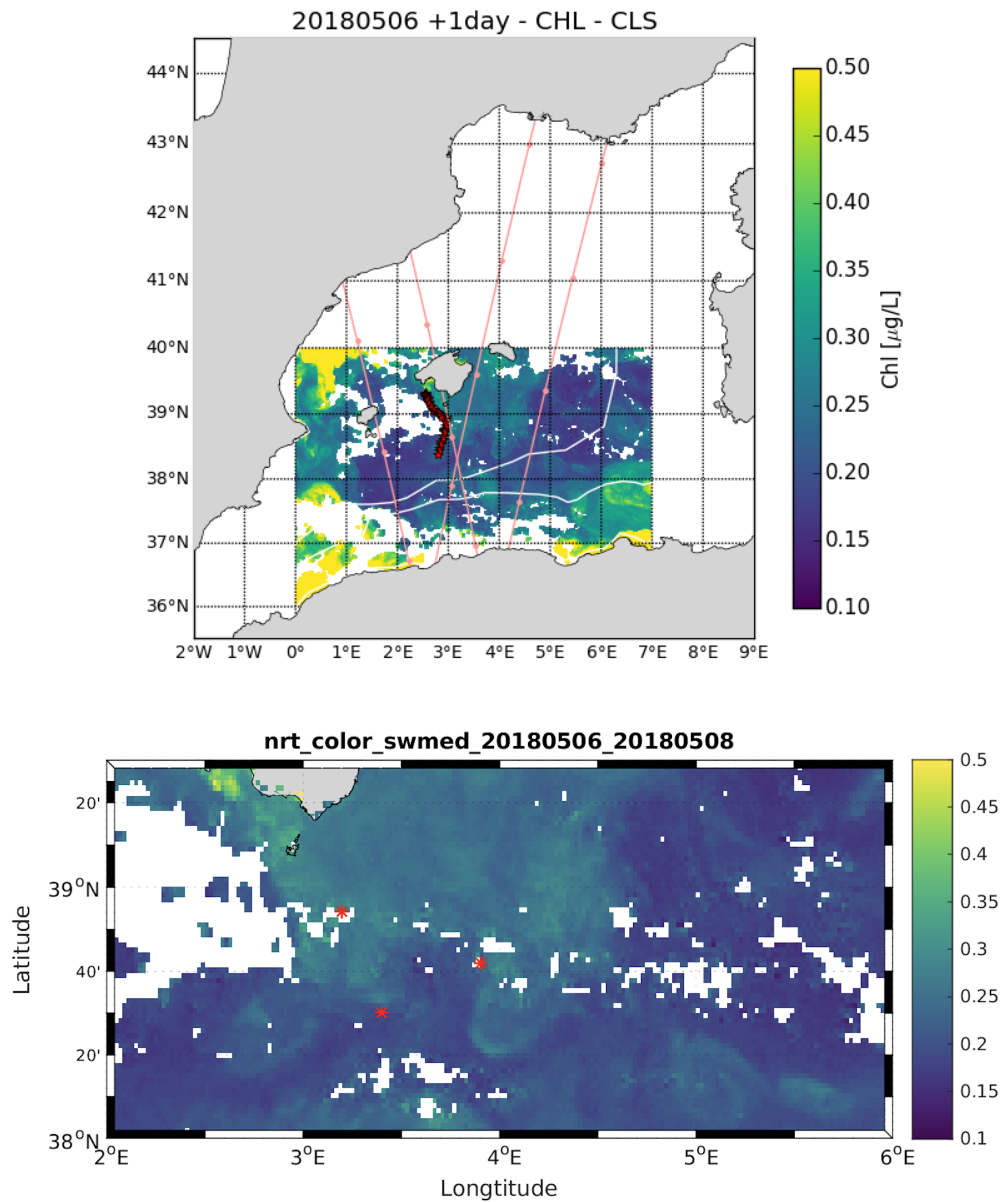 20180506 +1day - CHL - CLS
44°N
43°N
42°N
41°N
40°N
39°N
38°N
37°N
36°N
2°W 1°W 0° 1°E 2°E 3°E 4°E 5°E 6°E 7°E 8°E 9°E
0.50
0.45
0.40
0.35
0.30
0.25
0.20
0.15
0.10
Chl [μg/L]
nrt_color_swmed_20180506_20180508
20'
39°N
40'
20'
38°N
2°E 3°E 4°E 5°E 6°E
Latitude
Longtitude
0.5
0.45
0.4
0.35
0.3
0.25
0.2
0.15
0.1